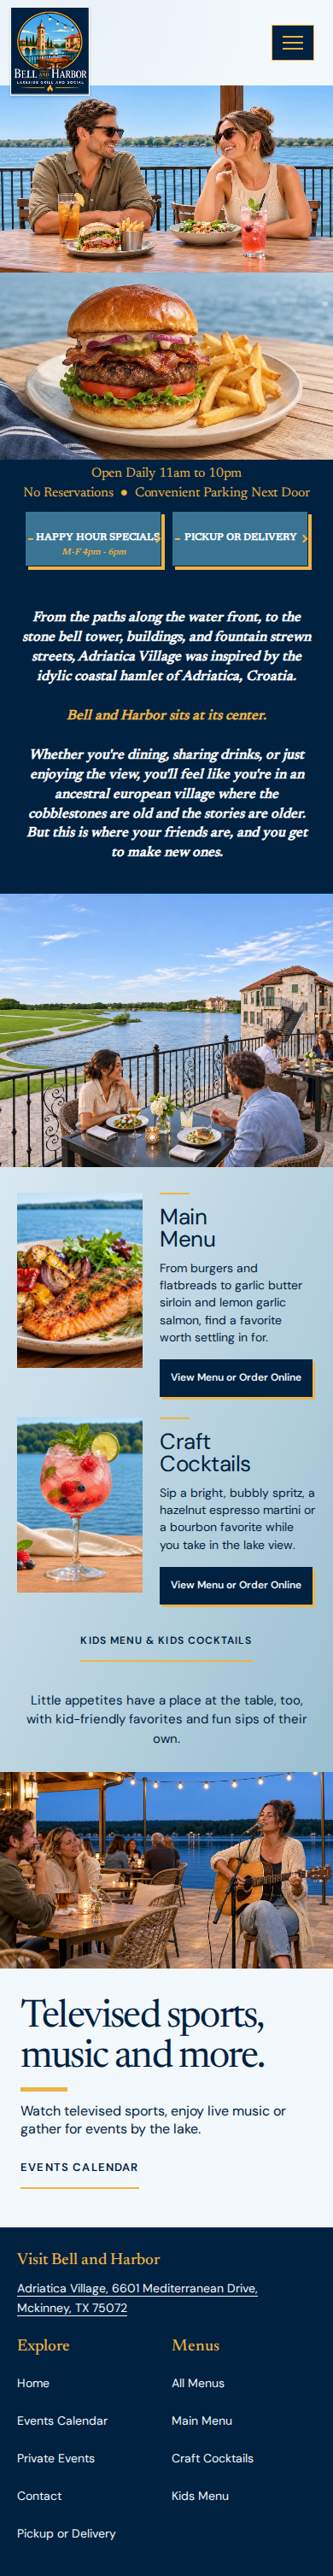 BELL AND HARBOR
LAKESIDE GRILL AND SOCIAL
Open Daily 11am to 10pm
No Reservations • Convenient Parking Next Door
HAPPY HOUR SPECIALS
M-F 4pm - 6pm
PICKUP OR DELIVERY
From the paths along the water front, to the
stone bell tower, buildings, and fountain strewn
streets, Adriatica Village was inspired by the
idylic coastal hamlet of Adriatica, Croatia.
Bell and Harbor sits at its center.
Whether you're dining, sharing drinks, or just
enjoying the view, you'll feel like you're in an
ancestral european village where the
cobblestones are old and the stories are older.
But this is where your friends are, and you get
to make new ones.
Main
Menu
From burgers and
flatbreads to garlic butter
sirloin and lemon garlic
salmon, find a favorite
worth settling in for.
View Menu or Order Online
Craft
Cocktails
Sip a bright, bubbly spritz, a
hazelnut espresso martini or
a bourbon favorite while
you take in the lake view.
View Menu or Order Online
KIDS MENU & KIDS COCKTAILS
Little appetites have a place at the table, too,
with kid-friendly favorites and fun sips of their
own.
Televised sports,
music and more.
Watch televised sports, enjoy live music or
gather for events by the lake.
EVENTS CALENDAR
Visit Bell and Harbor
Adriatica Village, 6601 Mediterranean Drive,
Mckinney, TX 75072
Explore
Home
Events Calendar
Private Events
Contact
Pickup or Delivery
Menus
All Menus
Main Menu
Craft Cocktails
Kids Menu